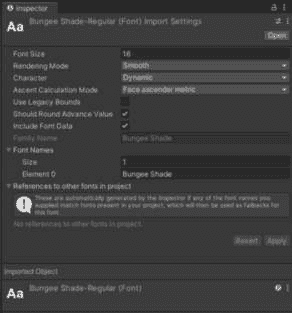 Inspector
Aa Bungee Shade-Regular (Font) Import Settings
Open
Font Size 16
Rendering Mode Smooth
Character Dynamic
Ascent Calculation Mode Face ascender metric
Use Legacy Bounds
Should Round Advance Value
Include Font Data
Family Name Bungee Shade
Font Names
Size 1
Element 0 Bungee Shade
References to other fonts in project
These are automatically generated by the Inspector if any of the font names you
supplied match fonts present in your project, which will then be used as fallbacks for
this font.
No references to other fonts in project.
Revert Apply
Imported Object
Aa Bungee Shade-Regular (Font)